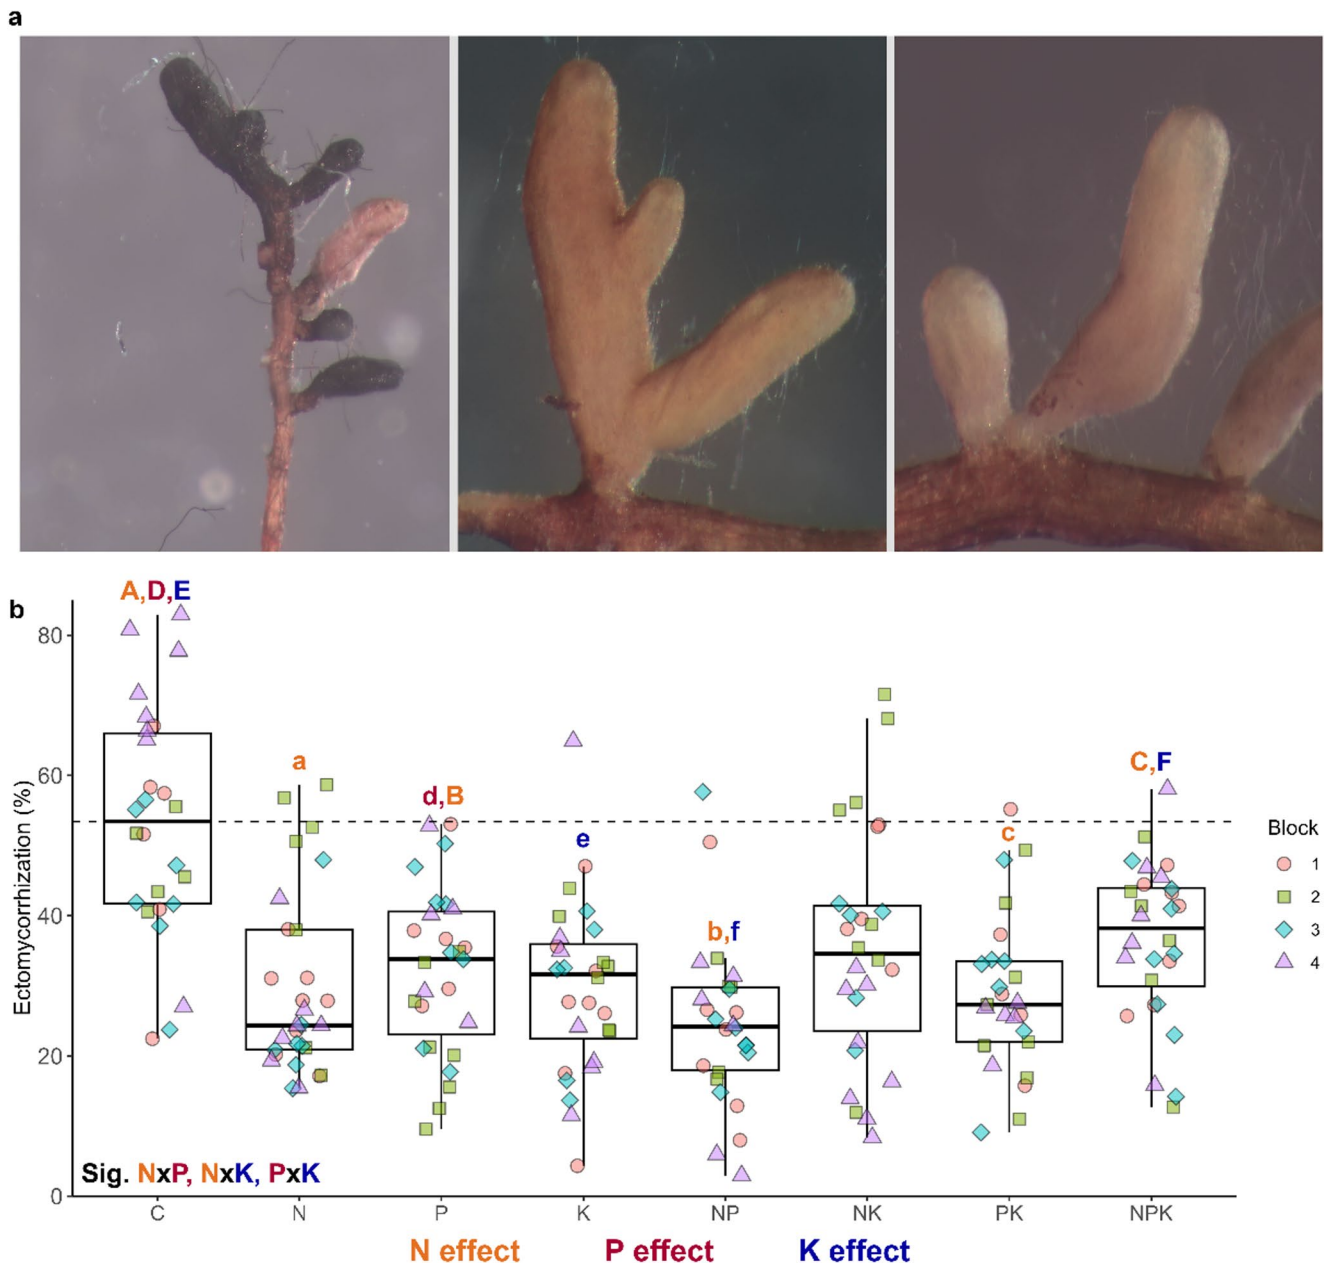 a
b
A,D,E
a
d,B
e
b,f
c
C,F
Ectomycorrhization (%)
80
60
40
20
0
Block
1
2
3
4
Sig. NxP, NxK, PxK
C N P K NP NK PK NPK
N effect P effect K effect